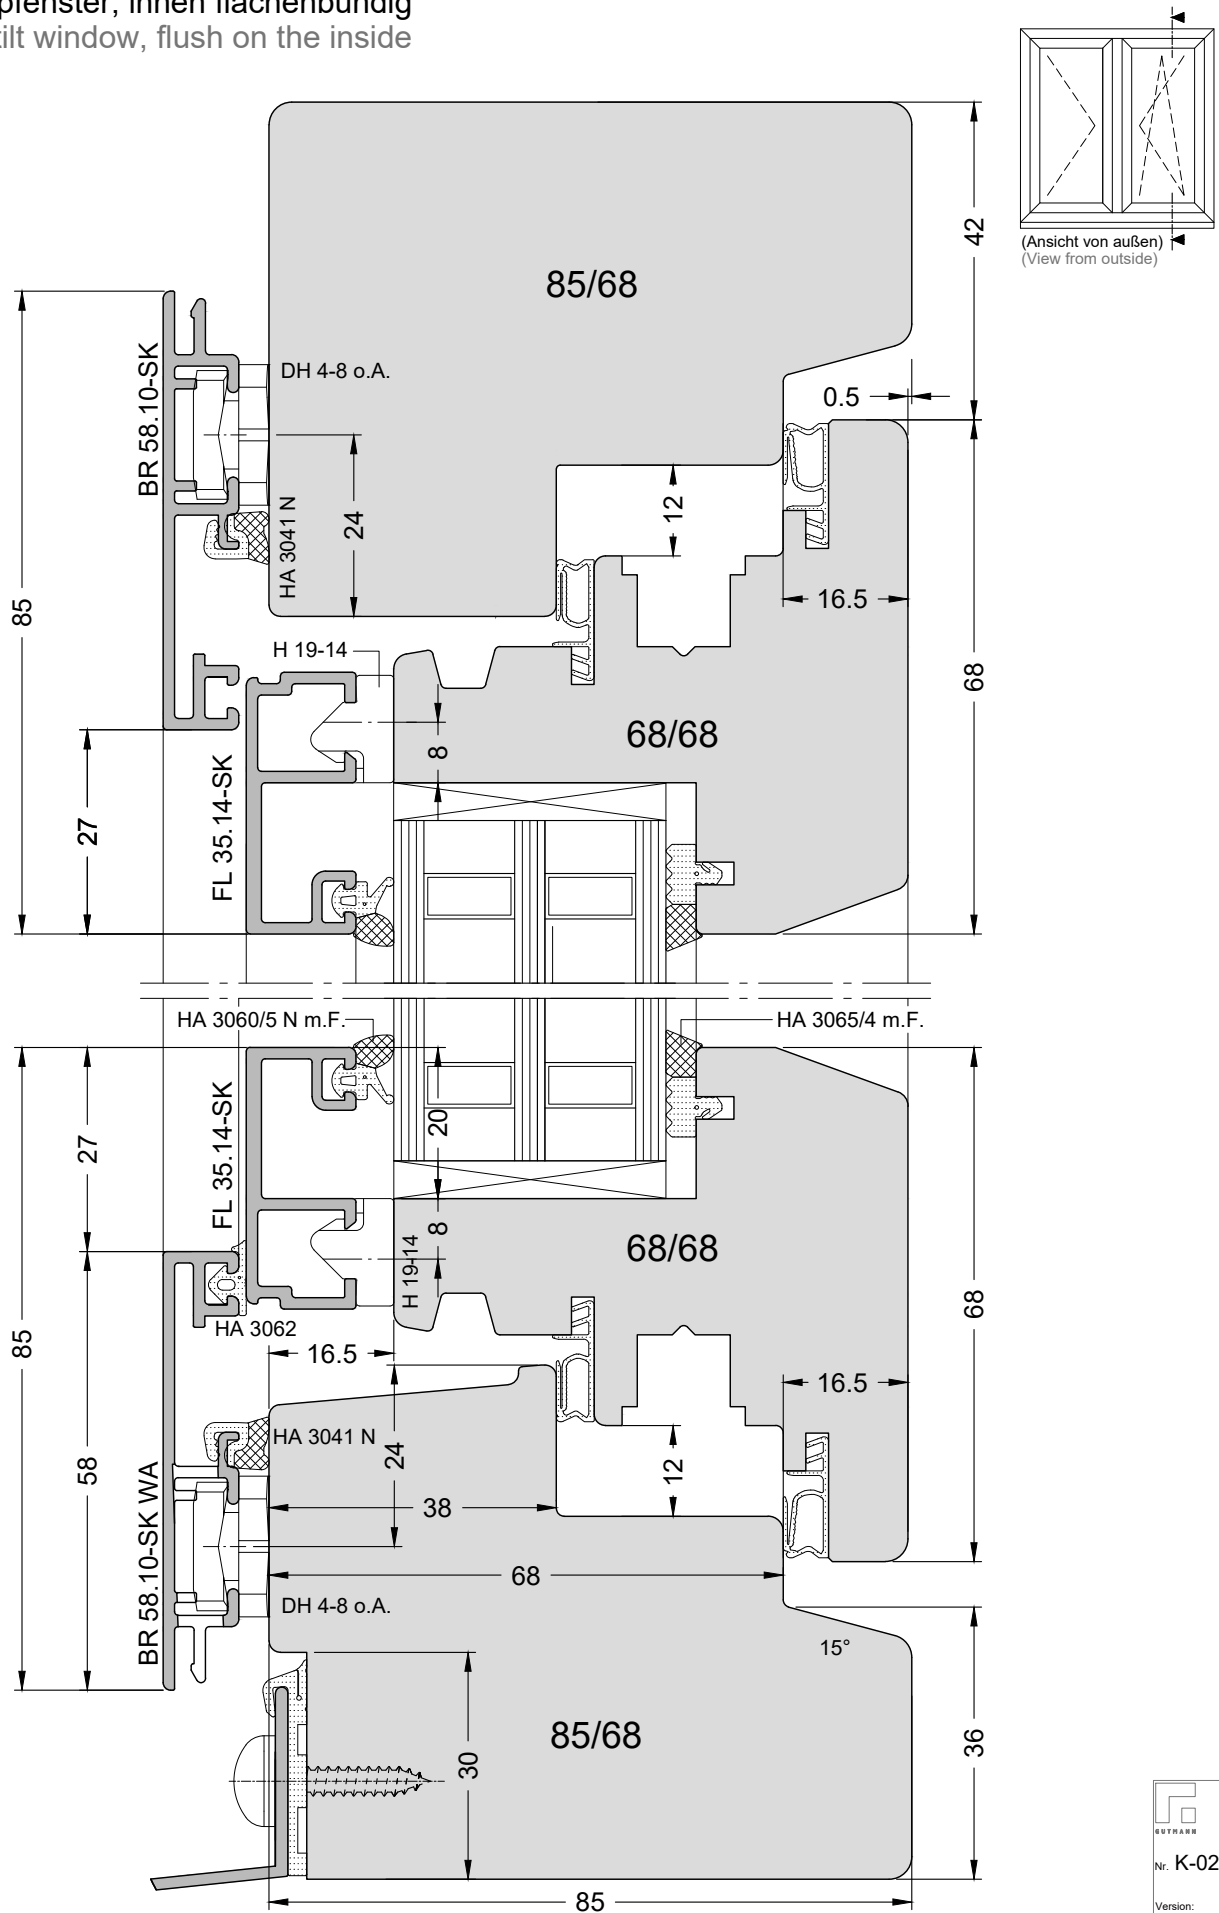 pfenster, innen flächenbündig
tilt window, flush on the inside
(Ansicht von außen)
(View from outside)
85/68
42
DH 4-8 o.A.
BR 58.10-SK
0.5
24
12
HA 3041 N
16.5
85
H 19-14
68
68/68
8
FL 35.14-SK
27
HA 3060/5 N m.F.
HA 3065/4 m.F.
20
27
FL 35.14-SK
8
68/68
H 19-14
HA 3062
68
85
16.5
16.5
HA 3041 N
24
58
12
38
BR 58.10-SK WA
68
DH 4-8 o.A.
15°
85/68
30
36
85
GUTMANN
Nr. K-02
Version: